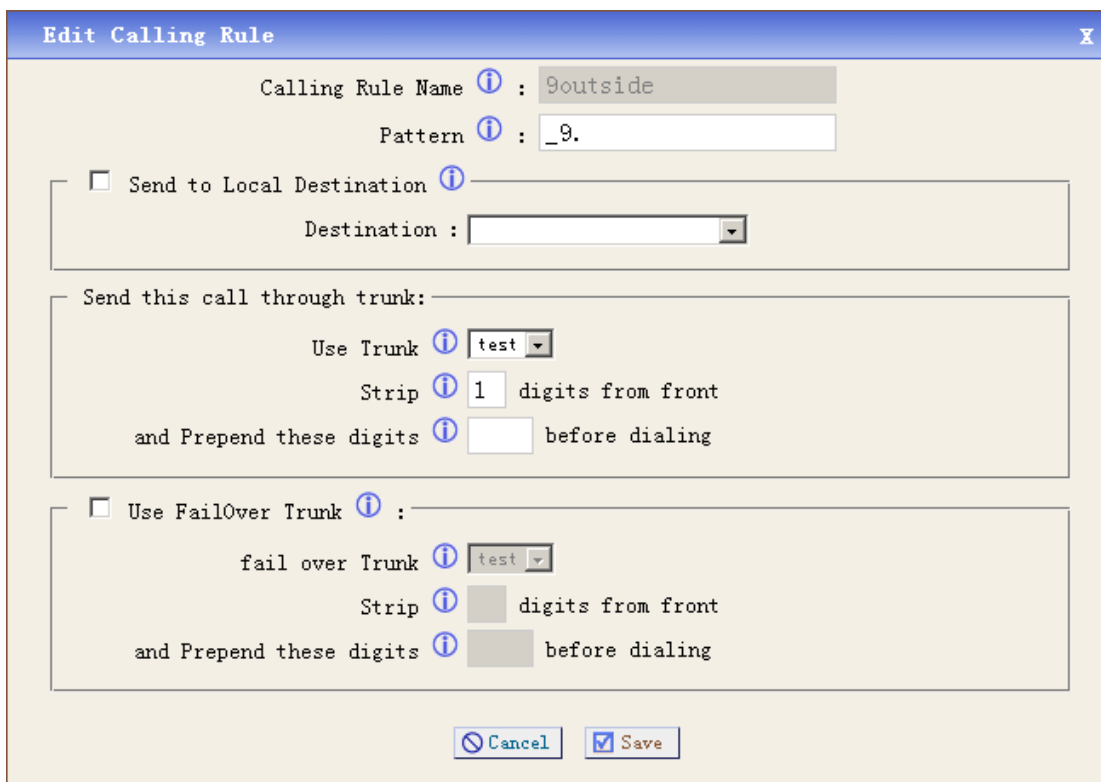 Edit Calling Rule X
Calling Rule Name : 9outside
Pattern : _9.
Send to Local Destination
Destination :
Send this call through trunk:
Use Trunk test
Strip 1 digits from front
and Prepend these digits before dialing
Use FailOver Trunk :
fail over Trunk test
Strip digits from front
and Prepend these digits before dialing
Cancel Save